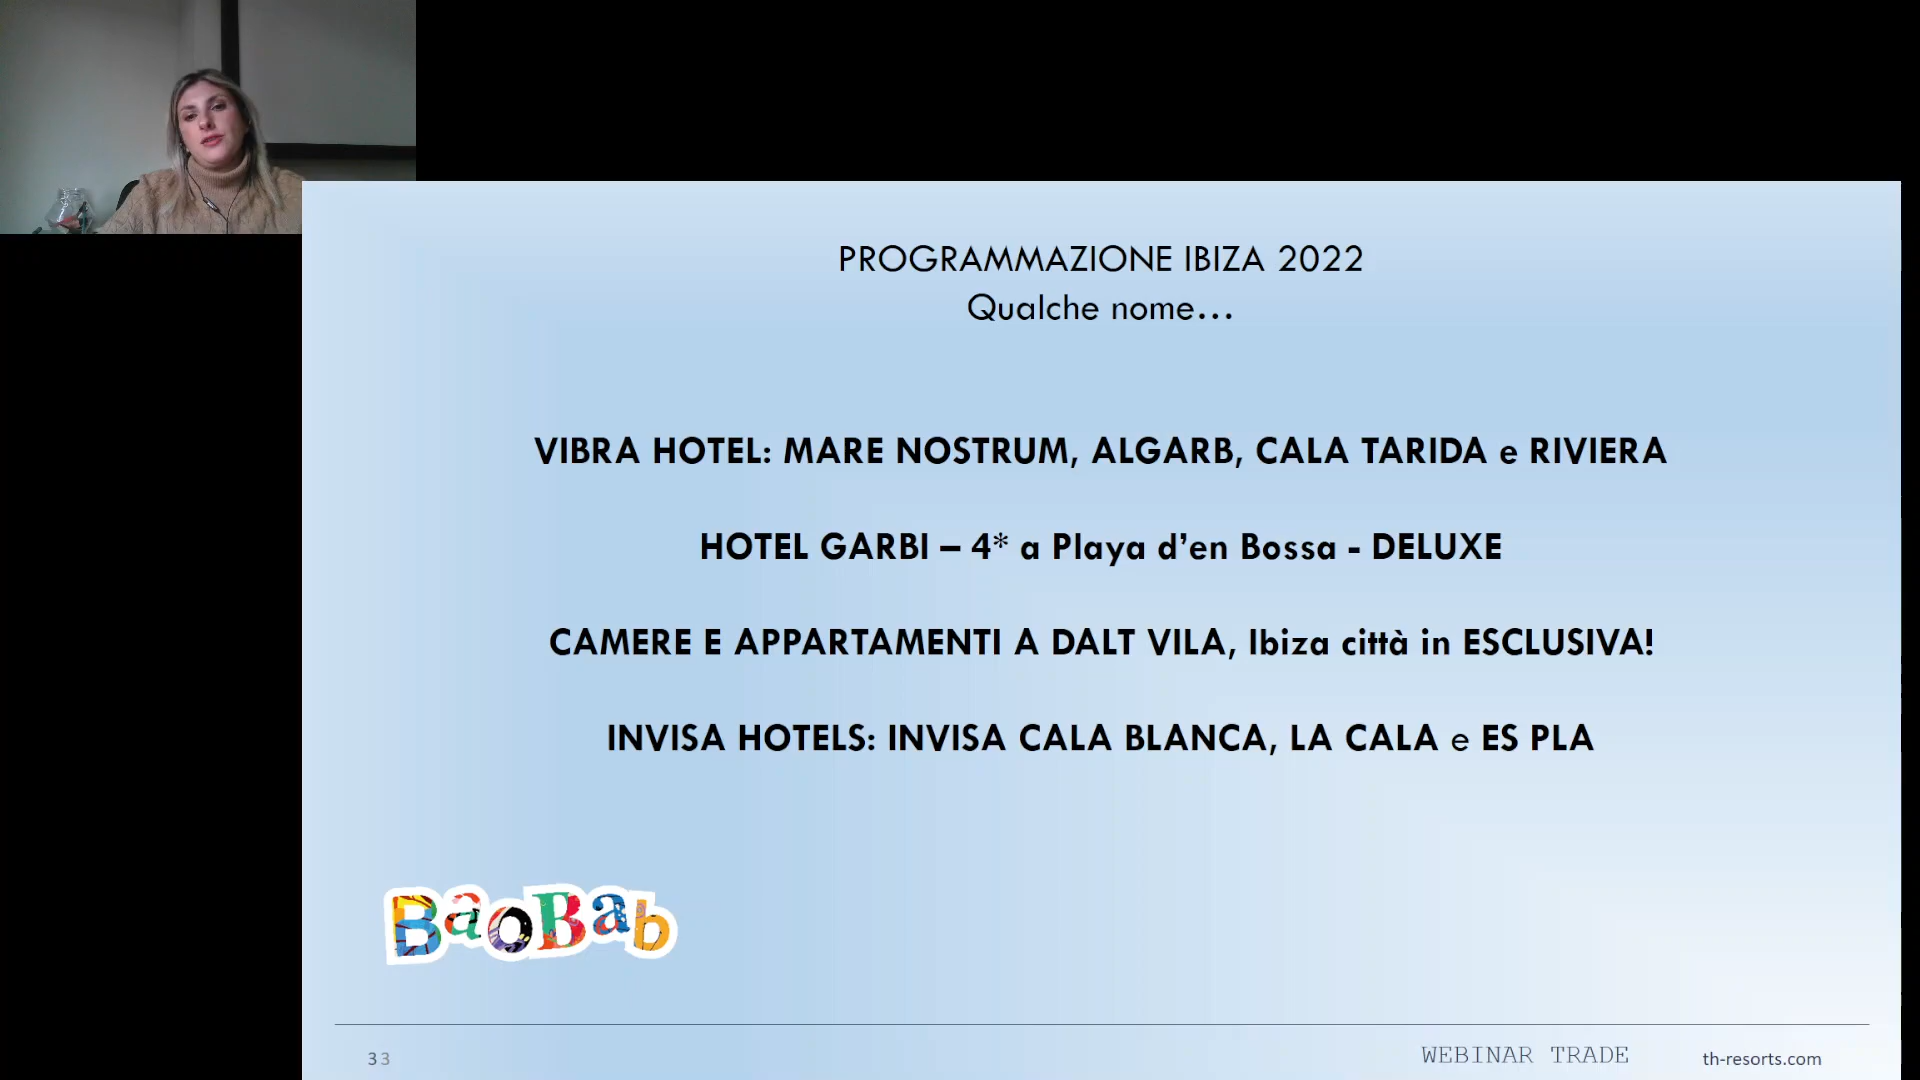 PROGRAMMAZIONE IBIZA 2022
Qualche nome...
VIBRA HOTEL: MARE NOSTRUM, ALGARB, CALA TARIDA e RIVIERA
HOTEL GARBI – 4* a Playa d’en Bossa - DELUXE
CAMERE E APPARTAMENTI A DALT VILA, Ibiza città in ESCLUSIVA!
INVISA HOTELS: INVISA CALA BLANCA, LA CALA e ES PLA
BaoBab
33
WEBINAR TRADE
th-resorts.com